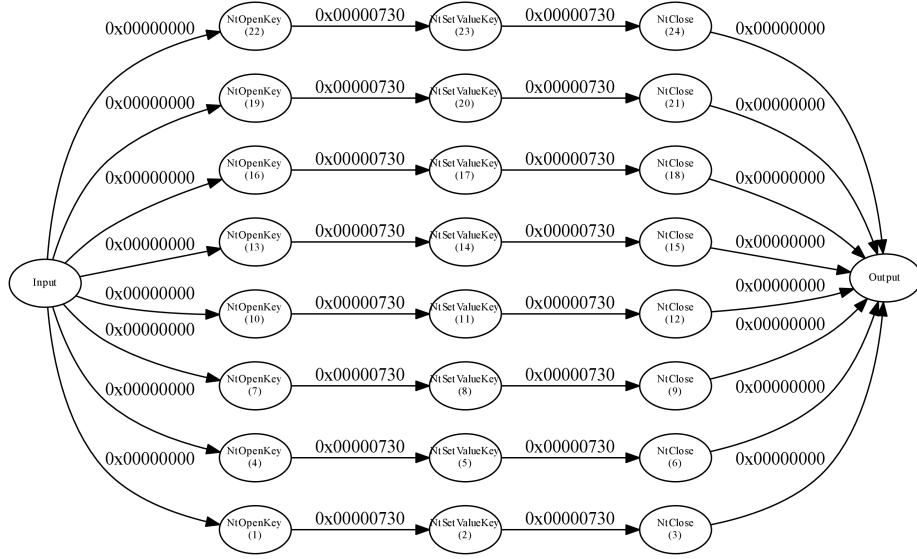 0x00000000
NtOpenKey
(22)
0x00000730
NtSetValueKey
(23)
0x00000730
NtClose
(24)
0x00000000
0x00000000
NtOpenKey
(19)
0x00000730
NtSetValueKey
(20)
0x00000730
NtClose
(21)
0x00000000
0x00000000
NtOpenKey
(16)
0x00000730
NtSetValueKey
(17)
0x00000730
NtClose
(18)
0x00000000
0x00000000
NtOpenKey
(13)
0x00000730
NtSetValueKey
(14)
0x00000730
NtClose
(15)
0x00000000
Input
Output
0x00000000
NtOpenKey
(10)
0x00000730
NtSetValueKey
(11)
0x00000730
NtClose
(12)
0x00000000
0x00000000
NtOpenKey
(7)
0x00000730
NtSetValueKey
(8)
0x00000730
NtClose
(9)
0x00000000
0x00000000
NtOpenKey
(4)
0x00000730
NtSetValueKey
(5)
0x00000730
NtClose
(6)
0x00000000
0x00000000
NtOpenKey
(1)
0x00000730
NtSetValueKey
(2)
0x00000730
NtClose
(3)
0x00000000